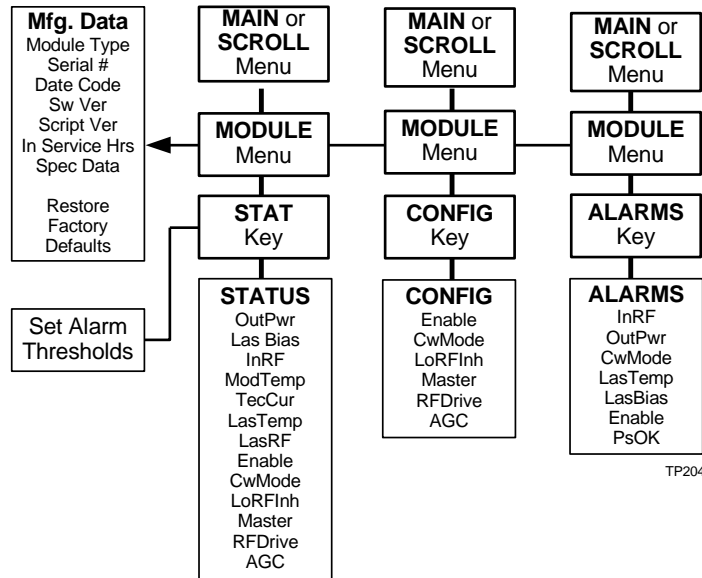 Mfg. Data
Module Type
Serial #
Date Code
Sw Ver
Script Ver
In Service Hrs
Spec Data
Restore
Factory
Defaults
Set Alarm
Thresholds
MAIN or
SCROLL
Menu
MODULE
Menu
STAT
Key
STATUS
OutPwr
Las Bias
InRF
ModTemp
TecCur
LasTemp
LasRF
Enable
CwMode
LoRFInh
Master
RFDrive
AGC
MAIN or
SCROLL
Menu
MODULE
Menu
CONFIG
Key
CONFIG
Enable
CwMode
LoRFInh
Master
RFDrive
AGC
MAIN or
SCROLL
Menu
MODULE
Menu
ALARMS
Key
ALARMS
InRF
OutPwr
CwMode
LasTemp
LasBias
Enable
PsOK
TP204